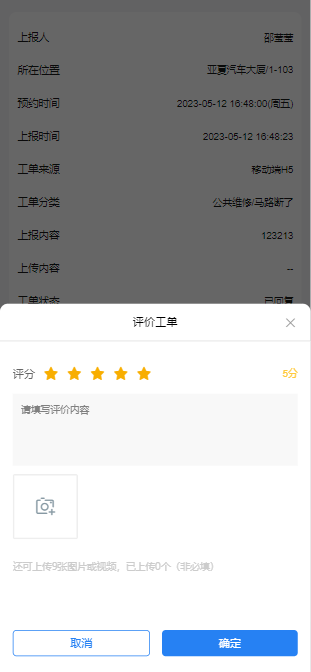 上报人 邵莹莹
所在位置 亚夏汽车大厦/1-103
预约时间 2023-05-12 16:48:00(周五)
上报时间 2023-05-12 16:48:23
工单来源 移动端H5
工单分类 公共维修/马路断了
上报内容 123213
上传内容 --
工单状态 已回复
评价工单
评分 5分
请填写评价内容
还可上传9张图片或视频，已上传0个（非必填）
取消 确定